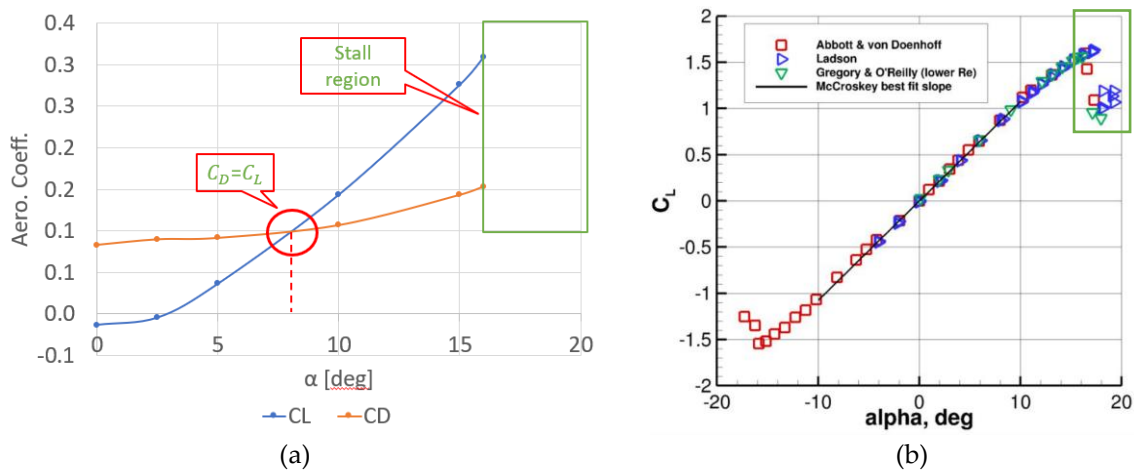 0.4
0.3
0.3
0.2
0.2
0.1
0.1
0.0
-0.1
Aero. Coeff.
Stall
region
C_D=C_L
0 5 10 15 20
α [deg]
CL CD
(a)
2
1.5
1
0.5
0
-0.5
-1
-1.5
-2
C_L
Abbott & von Doenhoff
Ladson
Gregory & O'Reilly (lower Re)
McCroskey best fit slope
-20 -10 0 10 20
alpha, deg
(b)